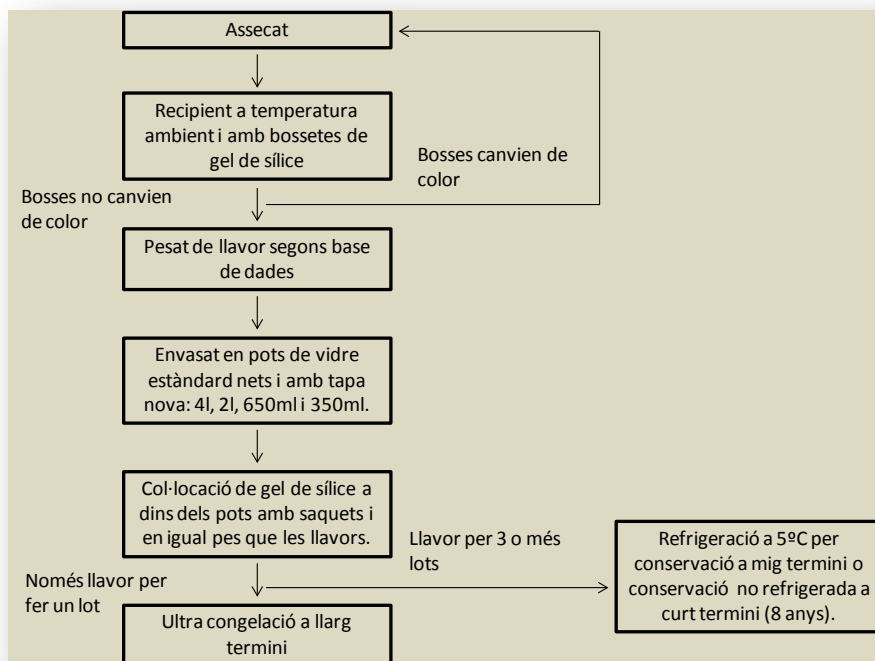 Assecat
Recipient a temperatura
ambient i amb bossetes de
gel de sílice
Bosses canvien de
color
Bosses no canvien
de color
Pesat de llavor segons base
de dades
Envasat en pots de vidre
estàndard nets i amb tapa
nova: 4l, 2l, 650ml i 350ml.
Col·locació de gel de sílice a
dins dels pots amb saquets i
en igual pes que les llavors.
Llavor per 3 o més
lots
Refrigeració a 5ºC per
conservació a mig termini o
conservació no refrigerada a
curt termini (8 anys).
Només llavor per
fer un lot
Ultra congelació a llarg
termini